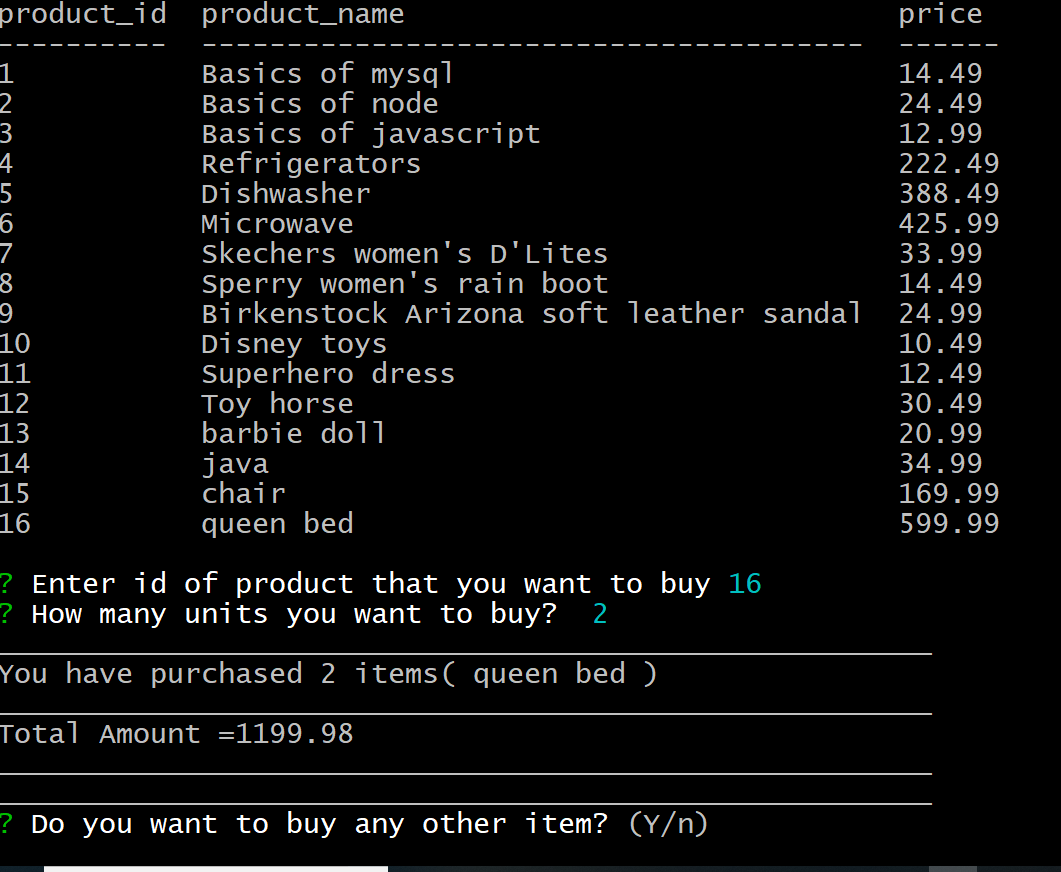 product_id  product_name                             price
----------  ---------------------------------------  ------
1           Basics of mysql                          14.49
2           Basics of node                           24.49
3           Basics of javascript                     12.99
4           Refrigerators                            222.49
5           Dishwasher                               388.49
6           Microwave                                425.99
7           Skechers women's D'Lites                 33.99
8           Sperry women's rain boot                 14.49
9           Birkenstock Arizona soft leather sandal  24.99
10          Disney toys                              10.49
11          Superhero dress                          12.49
12          Toy horse                                30.49
13          barbie doll                              20.99
14          java                                     34.99
15          chair                                    169.99
16          queen bed                                599.99
? Enter id of product that you want to buy 16
? How many units you want to buy?  2
You have purchased 2 items( queen bed )
Total Amount =1199.98
? Do you want to buy any other item? (Y/n)